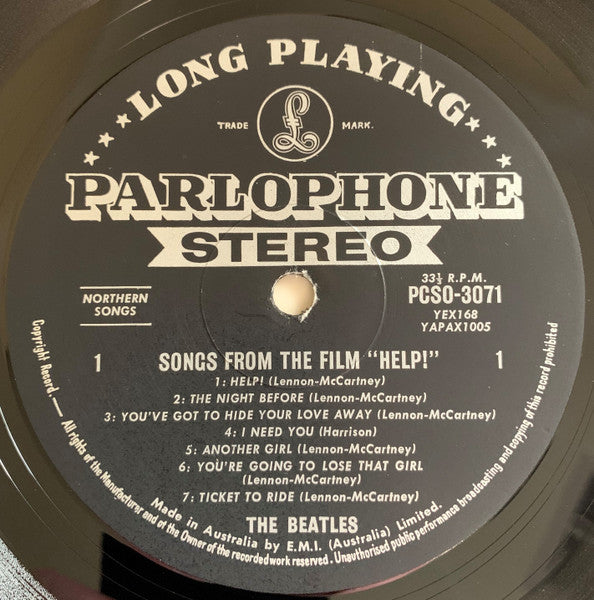 LONG PLAYING
TRADE MARK.
£
PARLOPHONE
STEREO
NORTHERN
SONGS
33⅓ R.P.M.
PCSO-3071
YEX168
YAPAX1005
1 SONGS FROM THE FILM "HELP!" 1
1: HELP! (Lennon-McCartney)
2: THE NIGHT BEFORE (Lennon-McCartney)
3: YOU'VE GOT TO HIDE YOUR LOVE AWAY (Lennon-McCartney)
4: I NEED YOU (Harrison)
5: ANOTHER GIRL (Lennon-McCartney)
6: YOU'RE GOING TO LOSE THAT GIRL
(Lennon-McCartney)
7: TICKET TO RIDE (Lennon-McCartney)
THE BEATLES
Made in Australia by E.M.I. (Australia) Limited.
Copyright Record.— All rights of the Manufacturer and of the Owner of the recorded work reserved. Unauthorised public performance broadcasting and copying of this record prohibited